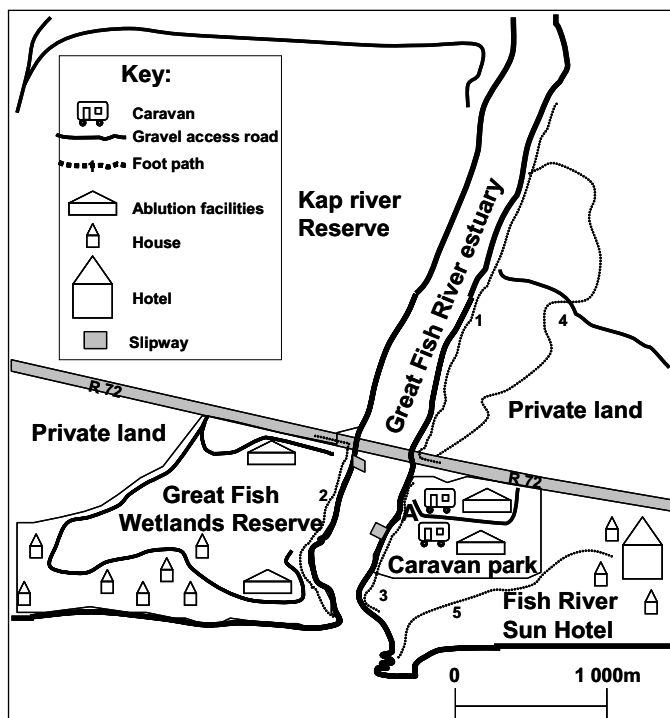 Key:
Caravan
Gravel access road
Foot path
Ablution facilities
House
Hotel
Slipway
Kap river
Reserve
Great Fish River estuary
1
4
R 72
Private land
Private land
R 72
2
Great Fish
Wetlands Reserve
A
Caravan park
3
5
Fish River
Sun Hotel
0
1 000m